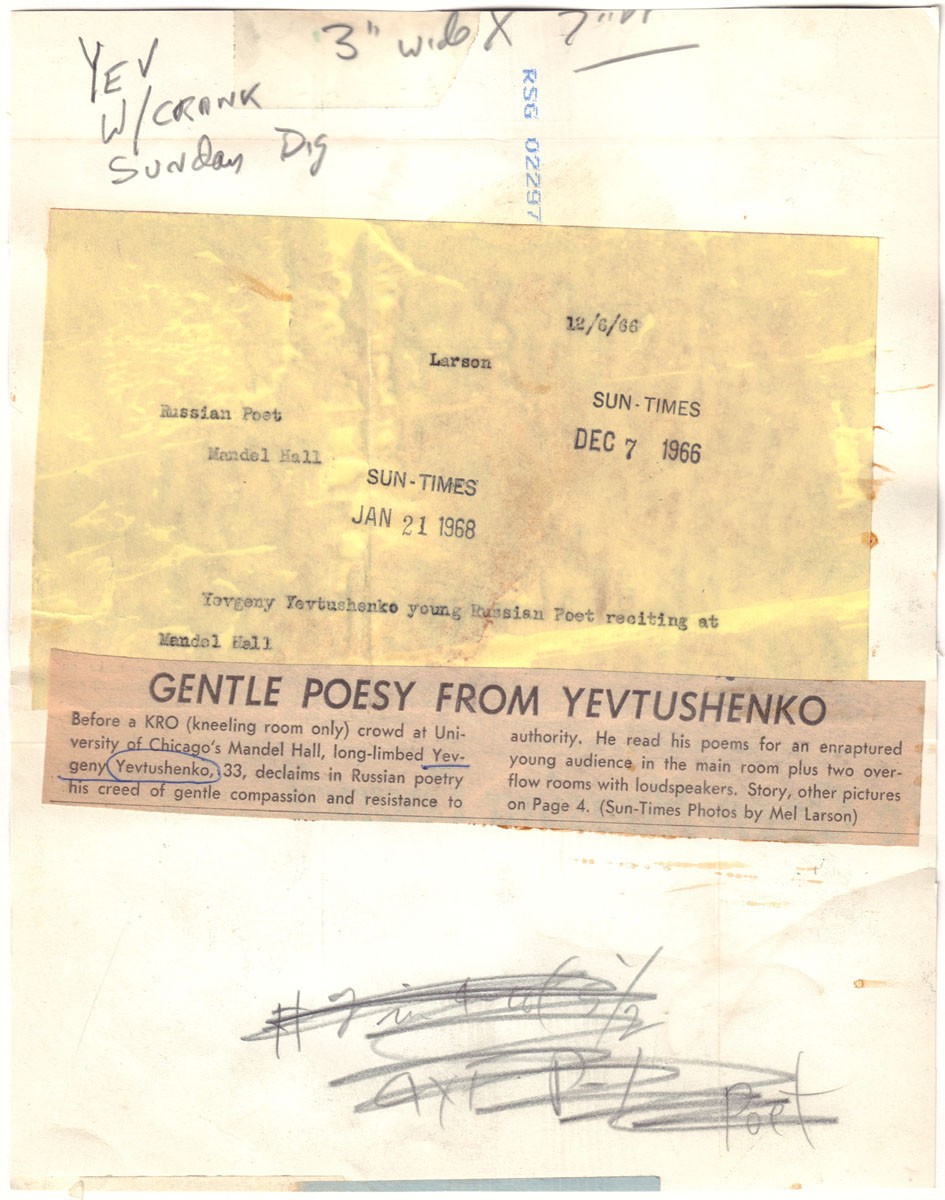 3" wide X 7"
YEV
W/CRANK
Sunday Dig
RSG 02297
12/6/66
Larson
SUN-TIMES
DEC 7 1966
Russian Poet
Mandel Hall
SUN-TIMES
JAN 21 1968
Yevgeny Yevtushenko young Russian Poet reciting at
Mandel Hall
GENTLE POESY FROM YEVTUSHENKO
Before a KRO (kneeling room only) crowd at Uni-
versity of Chicago's Mandel Hall, long-limbed Yev-
geny Yevtushenko, 33, declaims in Russian poetry
his creed of gentle compassion and resistance to
authority. He read his poems for an enraptured
young audience in the main room plus two over-
flow rooms with loudspeakers. Story, other pictures
on Page 4. (Sun-Times Photos by Mel Larson)
Poet